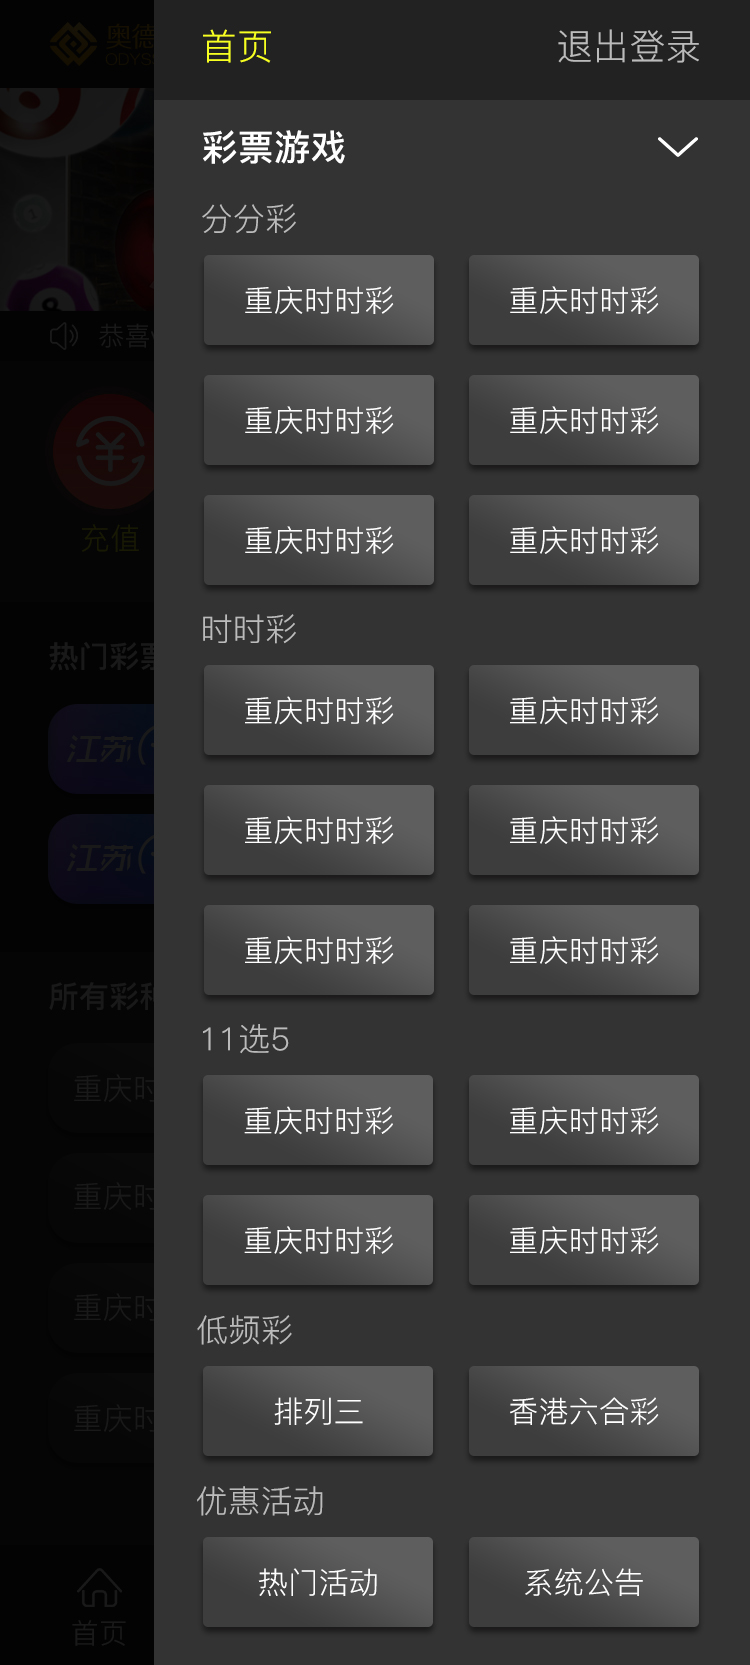 首页 退出登录
彩票游戏
分分彩
重庆时时彩 重庆时时彩
重庆时时彩 重庆时时彩
重庆时时彩 重庆时时彩
时时彩
重庆时时彩 重庆时时彩
重庆时时彩 重庆时时彩
重庆时时彩 重庆时时彩
11选5
重庆时时彩 重庆时时彩
重庆时时彩 重庆时时彩
低频彩
排列三 香港六合彩
优惠活动
热门活动 系统公告
奥德
ODYS
恭喜
充值
热门彩票
江苏(
江苏(
所有彩
重庆时
重庆时
重庆时
重庆时
首页